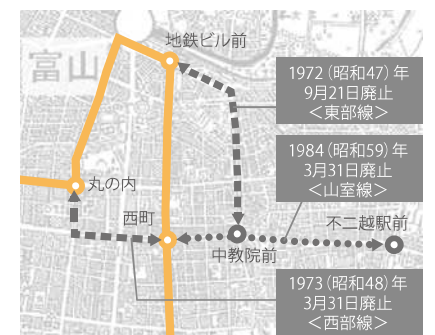 地鉄ビル前
富山
1972（昭和47）年
9月21日廃止
＜東部線＞
1984（昭和59）年
3月31日廃止
＜山室線＞
丸の内
西町
不二越駅前
中教院前
1973（昭和48）年
3月31日廃止
＜西部線＞